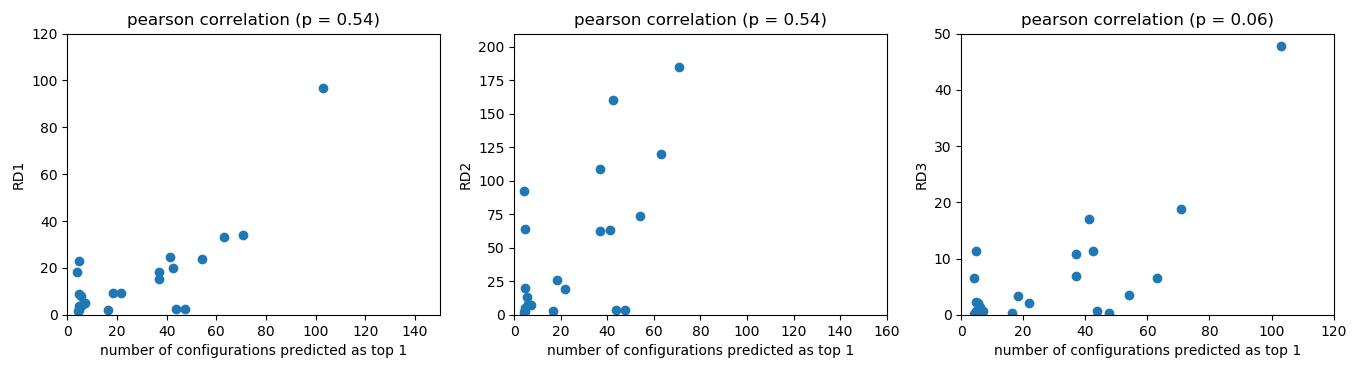 pearson correlation (p = 0.54)
120
100
80
60
40
20
0
RD1
0 20 40 60 80 100 120 140
number of configurations predicted as top 1
pearson correlation (p = 0.54)
200
175
150
125
100
75
50
25
0
RD2
0 20 40 60 80 100 120 140 160
number of configurations predicted as top 1
pearson correlation (p = 0.06)
50
40
30
20
10
0
RD3
0 20 40 60 80 100 120
number of configurations predicted as top 1